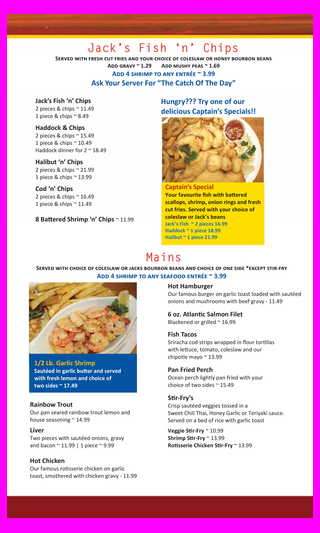 Jack's Fish 'n' Chips
Served with fresh cut fries and your choice of coleslaw or honey bourbon beans
Add gravy ~ 1.29 Add mushy peas ~ 1.69
Add 4 shrimp to any entrée ~ 3.99
Ask Your Server For "The Catch Of The Day"
Jack's Fish 'n' Chips
2 pieces & chips ~ 11.49
1 piece & chips ~ 8.49
Haddock & Chips
2 pieces & chips ~ 15.49
1 piece & chips ~ 10.49
Haddock dinner for 2 ~ 18.49
Halibut 'n' Chips
2 pieces & chips ~ 21.99
1 piece & chips ~ 13.99
Cod 'n' Chips
2 pieces & chips ~ 16.49
1 piece & chips ~ 11.49
8 Battered Shrimp 'n' Chips ~ 11.99
Hungry??? Try one of our
delicious Captain's Specials!!
Captain's Special
Your favourite fish with battered
scallops, shrimp, onion rings and fresh
cut fries. Served with your choice of
coleslaw or Jack's beans
Jack's fish ~ 2 pieces 16.99
Haddock ~ 1 piece 18.99
Halibut ~ 1 piece 21.99
Mains
Served with choice of coleslaw or jacks bourbon beans and choice of one side *except stir-fry
Add 4 shrimp to any seafood entrée ~ 3.99
1/2 Lb. Garlic Shrimp
Sautéed in garlic butter and served
with fresh lemon and choice of
two sides ~ 17.49
Rainbow Trout
Our pan seared rainbow trout lemon and
house seasoning ~ 14.99
Liver
Two pieces with sautéed onions, gravy
and bacon ~ 11.99 | 1 piece ~ 9.99
Hot Chicken
Our famous rotisserie chicken on garlic
toast, smothered with chicken gravy - 11.99
Hot Hamburger
Our famous burger on garlic toast loaded with sautéed
onions and mushrooms with beef gravy - 11.49
6 oz. Atlantic Salmon Filet
Blackened or grilled ~ 16.99
Fish Tacos
Sriracha cod strips wrapped in flour tortillas
with lettuce, tomato, coleslaw and our
chipotle mayo ~ 13.99
Pan Fried Perch
Ocean perch lightly pan fried with your
choice of two sides ~ 15.49
Stir-Fry's
Crisp sautéed veggies tossed in a
Sweet Chili Thai, Honey Garlic or Teriyaki sauce.
Served on a bed of rice with garlic toast
Veggie Stir-Fry ~ 10.99
Shrimp Stir-Fry ~ 13.99
Rotisserie Chicken Stir-Fry ~ 13.99